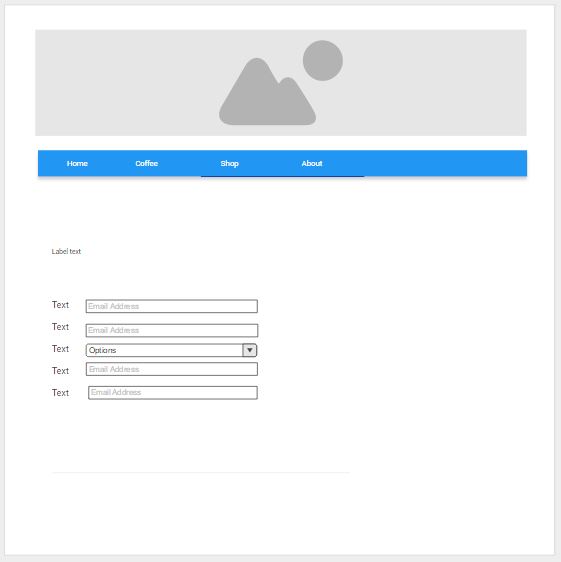 Home Coffee Shop About
Label text
Text Email Address
Text Email Address
Text Options
Text Email Address
Text Email Address